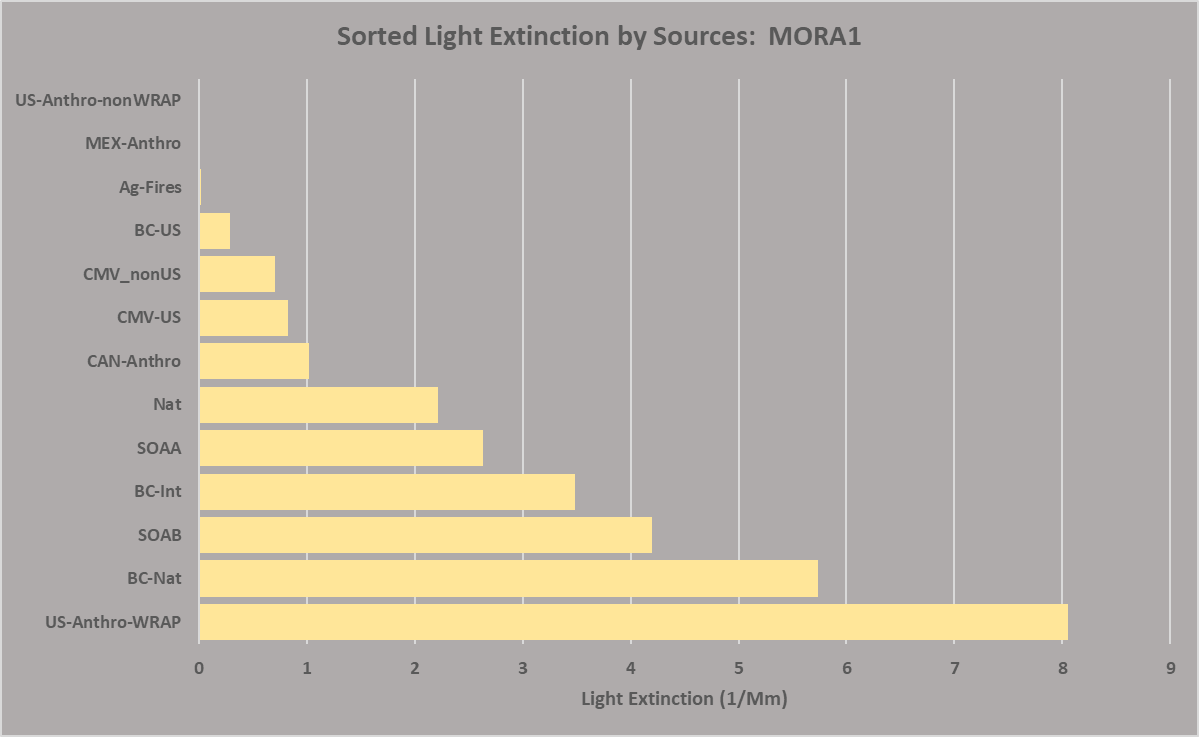 Sorted Light Extinction by Sources:  MORA1
US-Anthro-nonWRAP
MEX-Anthro
Ag-Fires
BC-US
CMV_nonUS
CMV-US
CAN-Anthro
Nat
SOAA
BC-Int
SOAB
BC-Nat
US-Anthro-WRAP
0 1 2 3 4 5 6 7 8 9
Light Extinction (1/Mm)